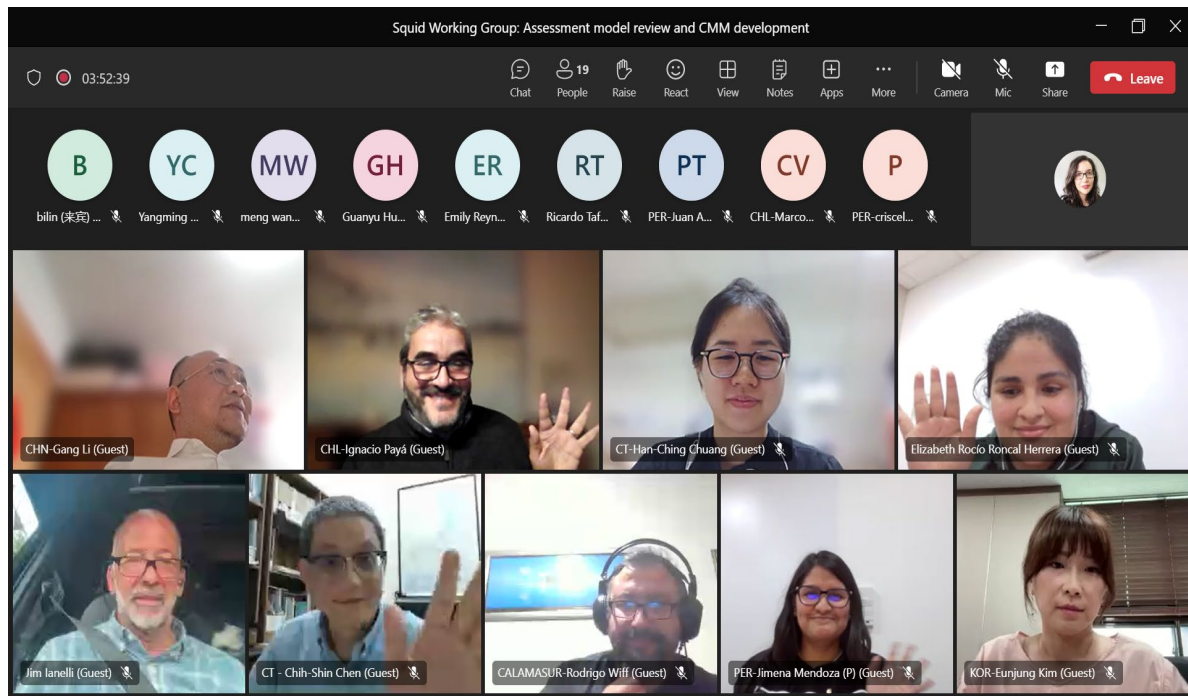 Squid Working Group: Assessment model review and CMM development
03:52:39
Chat
19
People
Raise
React
View
Notes
Apps
More
Camera
Mic
Share
Leave
B
YC
MW
GH
ER
RT
PT
CV
P
bilin (来宾) ...
Yangming ...
meng wan...
Guanyu Hu...
Emily Reyn...
Ricardo Taf...
PER-Juan A...
CHL-Marco...
PER-criscel...
CHN-Gang Li (Guest)
CHL-Ignacio Payá (Guest)
CT-Han-Ching Chuang (Guest)
Elizabeth Rocío Roncal Herrera (Guest)
Jim Ianelli (Guest)
CT - Chih-Shin Chen (Guest)
CALAMASUR-Rodrigo Wiff (Guest)
PER-Jimena Mendoza (P) (Guest)
KOR-Eunjung Kim (Guest)